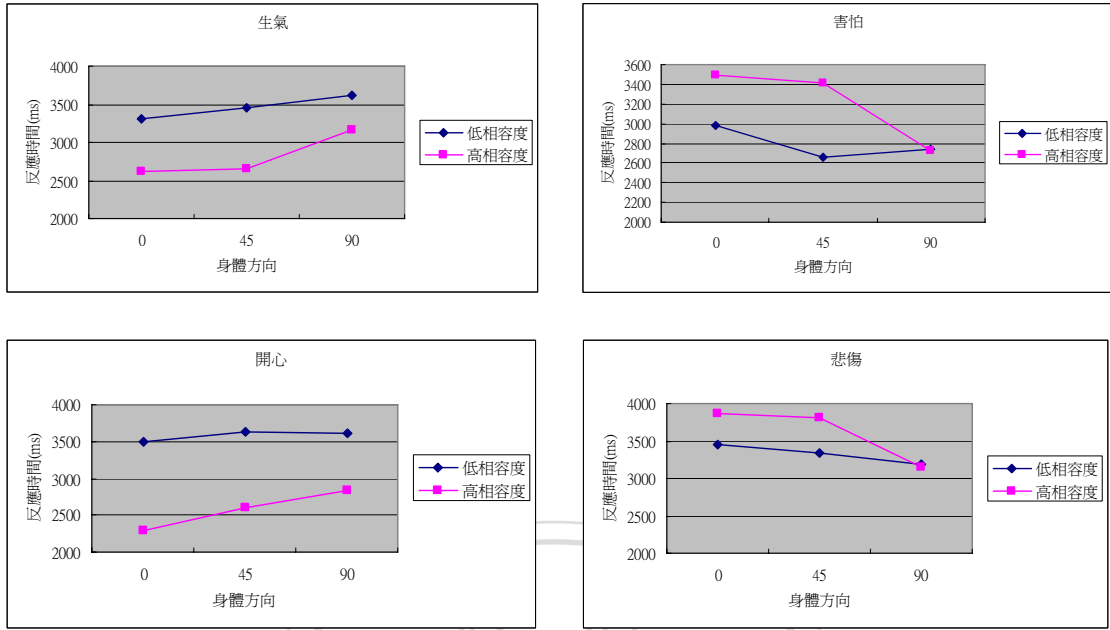 生氣
4000
3500
3000
2500
2000
反應時間(ms)
0 45 90
身體方向
低相容度
高相容度
害怕
3600
3400
3200
3000
2800
2600
2400
2200
2000
反應時間(ms)
0 45 90
身體方向
低相容度
高相容度
開心
4000
3500
3000
2500
2000
反應時間(ms)
0 45 90
身體方向
低相容度
高相容度
悲傷
4000
3500
3000
2500
2000
反應時間(ms)
0 45 90
身體方向
低相容度
高相容度